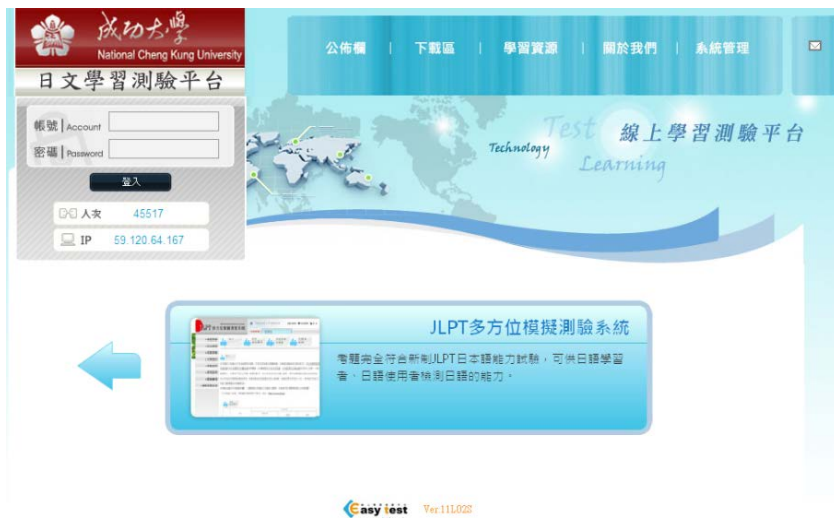 成功大學
National Cheng Kung University
日文學習測驗平台
公佈欄 | 下載區 | 學習資源 | 關於我們 | 系統管理
帳號 | Account
密碼 | Password
登入
人次 45517
IP 59.120.64.167
Test
Technology
Learning
線上學習測驗平台
JLPT多方位模擬測驗系統
考題完全符合新制JLPT日本語能力試驗,可供日語學習
者、日語使用者檢測日語的能力。
Easy test Ver.11L02S